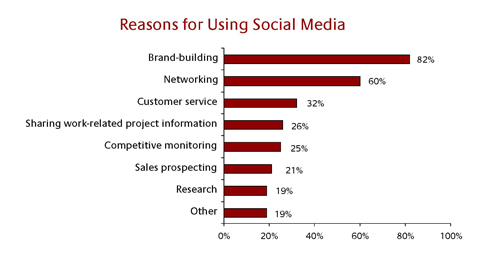 Reasons for Using Social Media
Brand-building 82%
Networking 60%
Customer service 32%
Sharing work-related project information 26%
Competitive monitoring 25%
Sales prospecting 21%
Research 19%
Other 19%
0% 20% 40% 60% 80% 100%